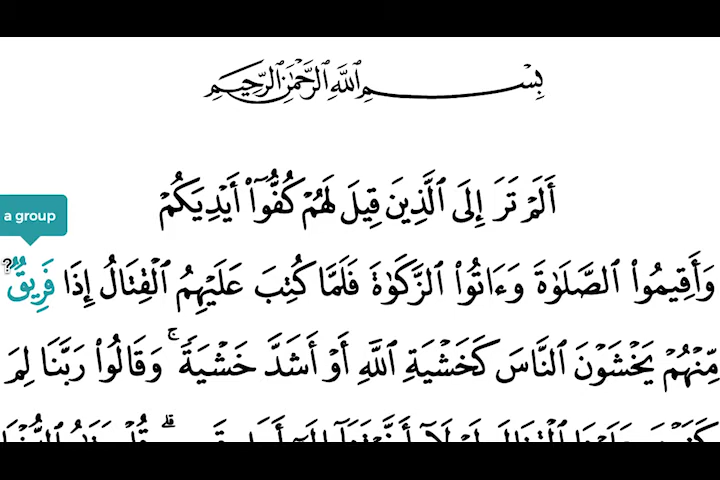 بِسْمِ ٱللَّهِ ٱلرَّحْمَٰنِ ٱلرَّحِيمِ
أَلَمْ تَرَ إِلَى ٱلَّذِينَ قِيلَ لَهُمْ كُفُّوٓا۟ أَيْدِيَكُمْ
a group
وَأَقِيمُوا۟ ٱلصَّلَوٰةَ وَءَاتُوا۟ ٱلزَّكَوٰةَ فَلَمَّا كُتِبَ عَلَيْهِمُ ٱلْقِتَالُ إِذَا فَرِيقٌ
مِّنْهُمْ يَخْشَوْنَ ٱلنَّاسَ كَخَشْيَةِ ٱللَّهِ أَوْ أَشَدَّ خَشْيَةً ۚ وَقَالُوا۟ رَبَّنَا لِمَ